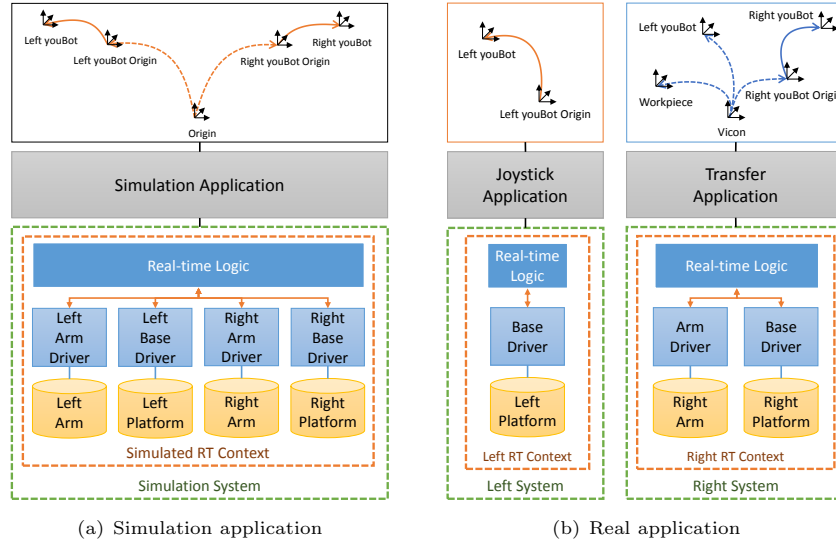 Left youBot
Left youBot Origin
Right youBot Origin
Right youBot
Origin
Simulation Application
Real-time Logic
Left
Arm
Driver
Left
Base
Driver
Right
Arm
Driver
Right
Base
Driver
Left
Arm
Left
Platform
Right
Arm
Right
Platform
Simulated RT Context
Simulation System
(a) Simulation application
Left youBot
Left youBot Origin
Joystick
Application
Real-time
Logic
Base
Driver
Left
Platform
Left RT Context
Left System
Right youBot
Left youBot
Workpiece
Right youBot Origin
Vicon
Transfer
Application
Real-time Logic
Arm
Driver
Base
Driver
Right
Arm
Right
Platform
Right RT Context
Right System
(b) Real application